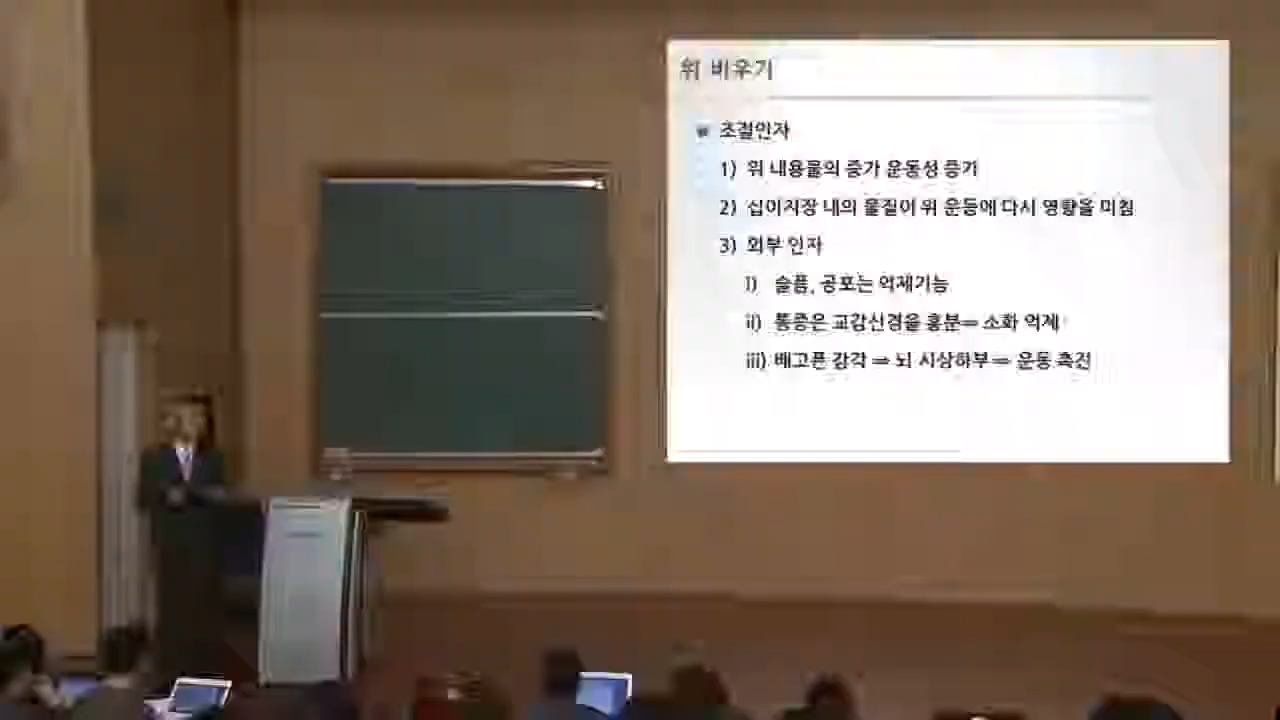 위 비우기
조절인자
1) 위 내용물의 증가 운동성 증가
2) 십이지장 내의 물질이 위 운동에 다시 영향을 미침
3) 외부 인자
i) 슬픔, 공포는 억제기능
ii) 통증은 교감신경을 흥분⇒ 소화 억제
iii) 배고픈 감각 ⇒ 뇌 시상하부 ⇒ 운동 촉진